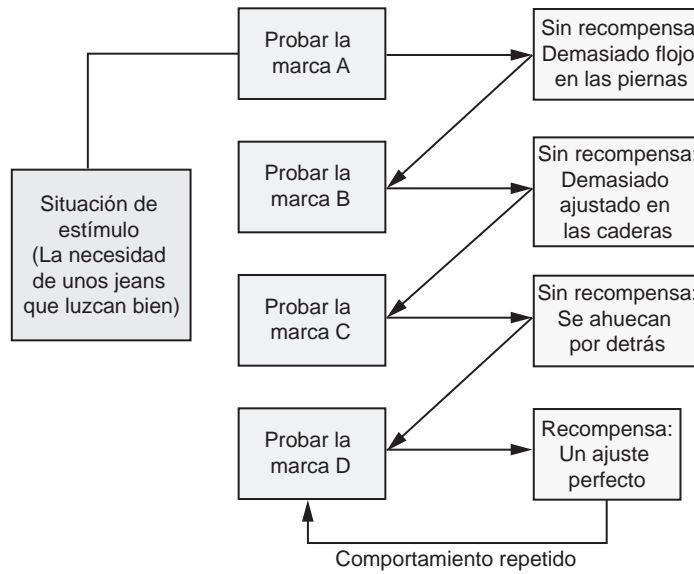 Probar la
marca A
Sin recompensa:
Demasiado flojo
en las piernas
Situación de
estímulo
(La necesidad
de unos jeans
que luzcan bien)
Probar la
marca B
Sin recompensa:
Demasiado
ajustado en
las caderas
Probar la
marca C
Sin recompensa:
Se ahuecan
por detrás
Probar la
marca D
Recompensa:
Un ajuste
perfecto
Comportamiento repetido